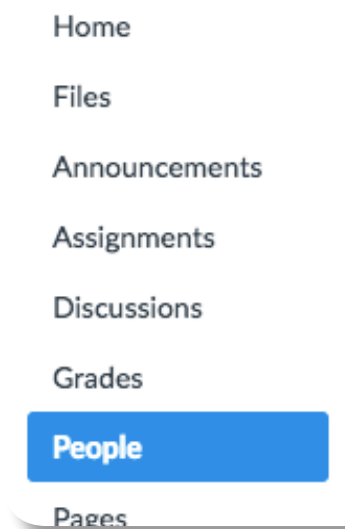 Home
Files
Announcements
Assignments
Discussions
Grades
People
Pages